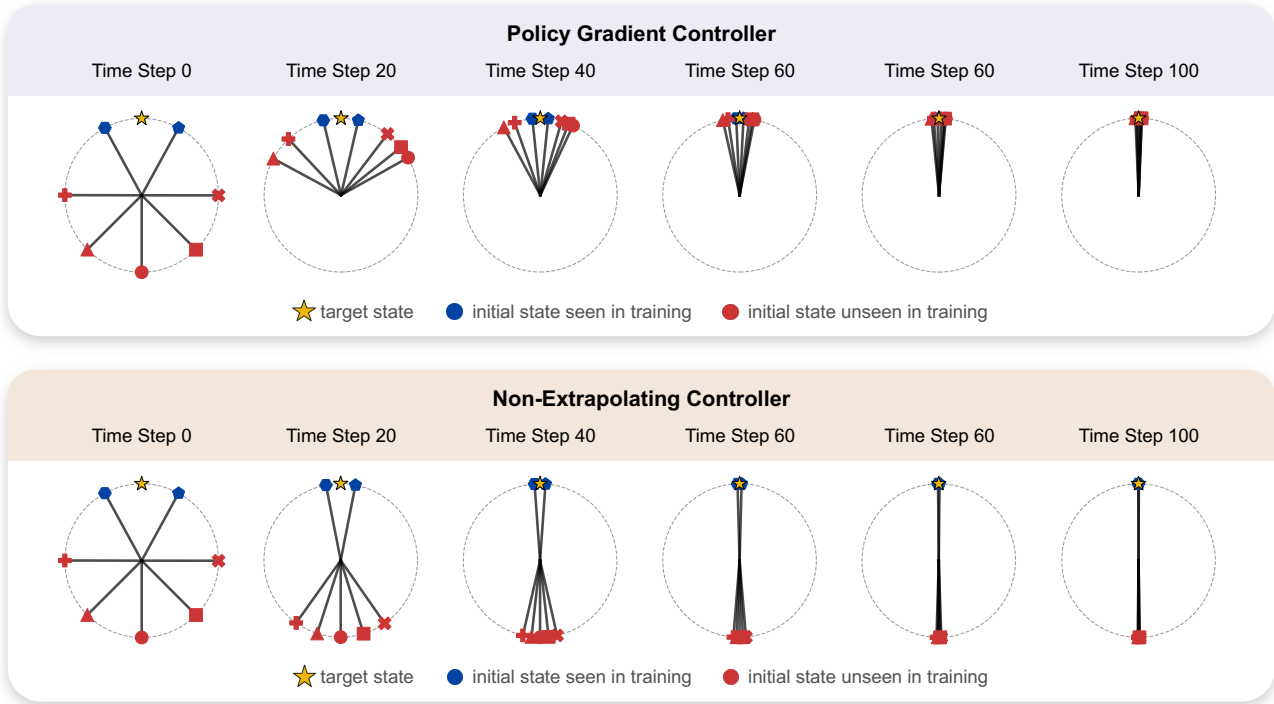 Policy Gradient Controller
Time Step 0 Time Step 20 Time Step 40 Time Step 60 Time Step 60 Time Step 100
target state initial state seen in training initial state unseen in training
Non-Extrapolating Controller
Time Step 0 Time Step 20 Time Step 40 Time Step 60 Time Step 60 Time Step 100
target state initial state seen in training initial state unseen in training